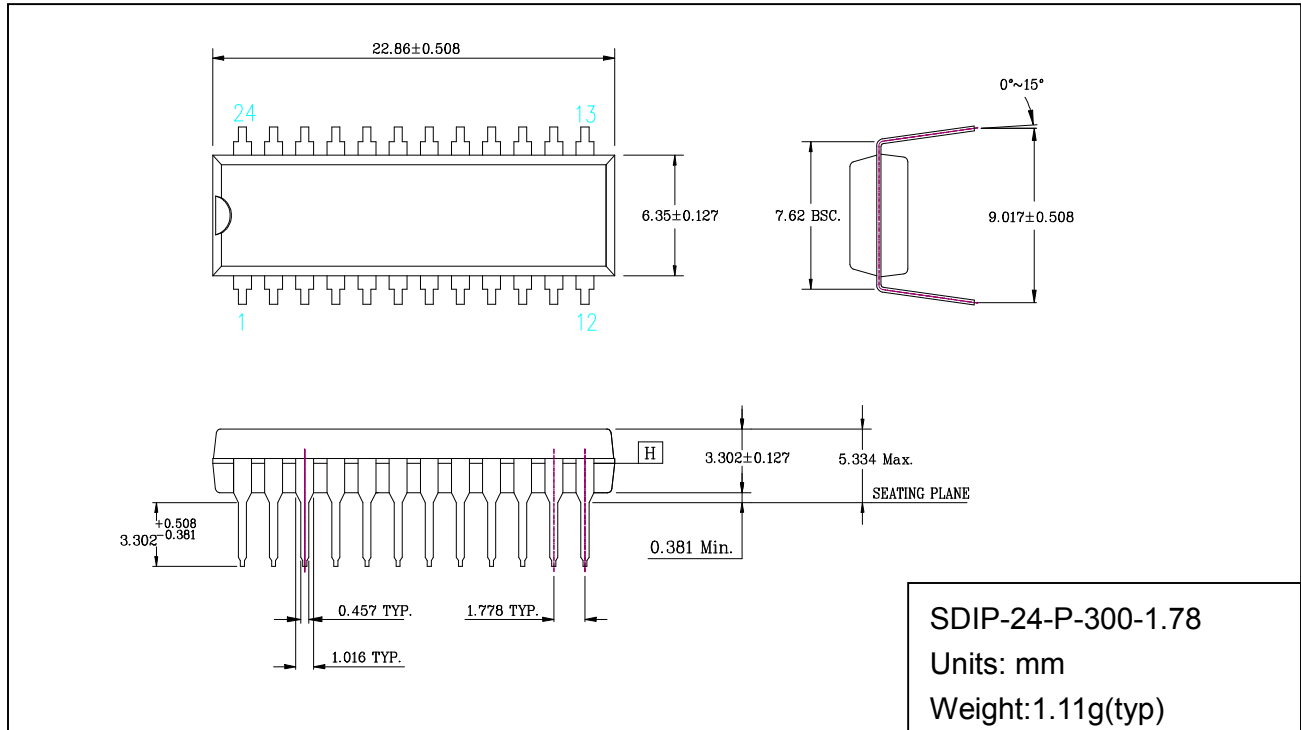 22.86±0.508
0°~15°
24
13
6.35±0.127
7.62 BSC.
9.017±0.508
1
12
H
3.302±0.127
5.334 Max.
SEATING PLANE
+0.508
3.302-0.381
0.381 Min.
0.457 TYP.
1.778 TYP.
1.016 TYP.
SDIP-24-P-300-1.78
Units: mm
Weight:1.11g(typ)